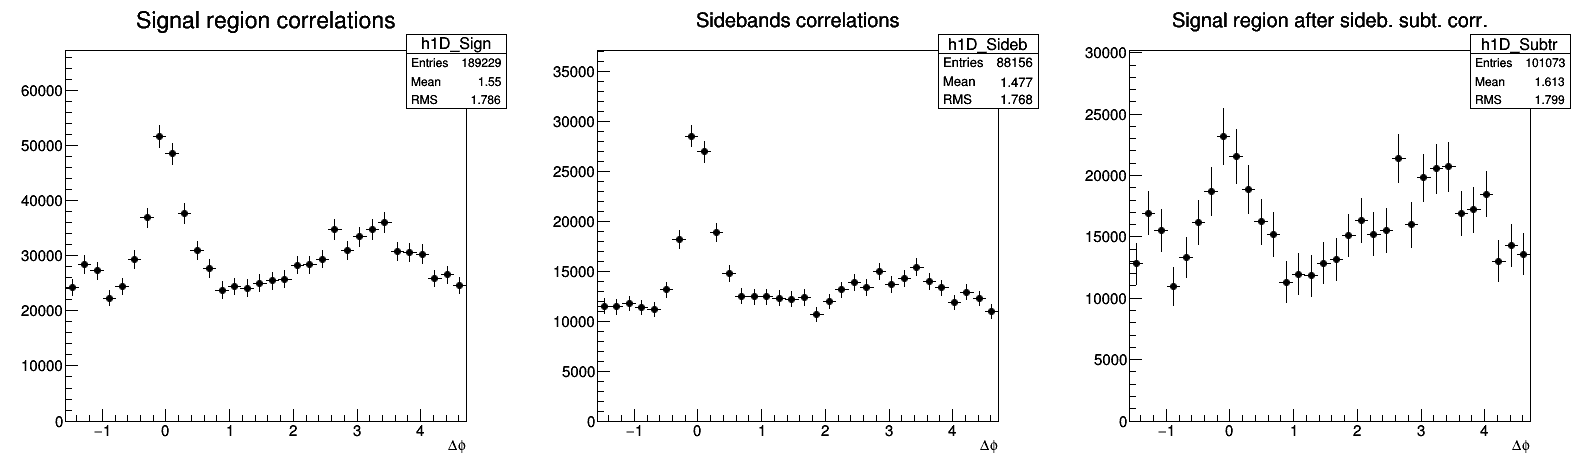 Signal region correlations
h1D_Sign
Entries 189229
Mean 1.55
RMS 1.786
60000
50000
40000
30000
20000
10000
0
−1 0 1 2 3 4
Δϕ
Sidebands correlations
h1D_Sideb
Entries 88156
Mean 1.477
RMS 1.768
35000
30000
25000
20000
15000
10000
5000
0
−1 0 1 2 3 4
Δϕ
Signal region after sideb. subt. corr.
h1D_Subtr
Entries 101073
Mean 1.613
RMS 1.799
30000
25000
20000
15000
10000
5000
0
−1 0 1 2 3 4
Δϕ